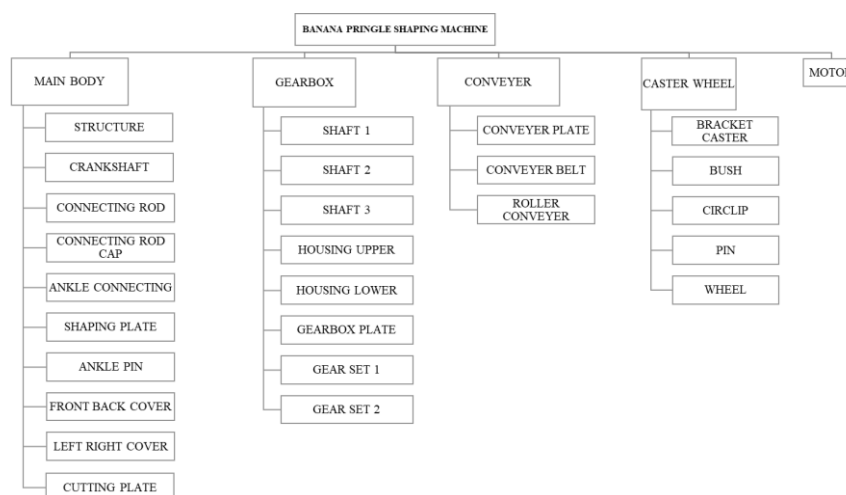 BANANA PRINGLE SHAPING MACHINE
MAIN BODY
STRUCTURE
CRANKSHAFT
CONNECTING ROD
CONNECTING ROD
CAP
ANKLE CONNECTING
SHAPING PLATE
ANKLE PIN
FRONT BACK COVER
LEFT RIGHT COVER
CUTTING PLATE
GEARBOX
SHAFT 1
SHAFT 2
SHAFT 3
HOUSING UPPER
HOUSING LOWER
GEARBOX PLATE
GEAR SET 1
GEAR SET 2
CONVEYER
CONVEYER PLATE
CONVEYER BELT
ROLLER
CONVEYER
CASTER WHEEL
BRACKET
CASTER
BUSH
CIRCLIP
PIN
WHEEL
MOTOR